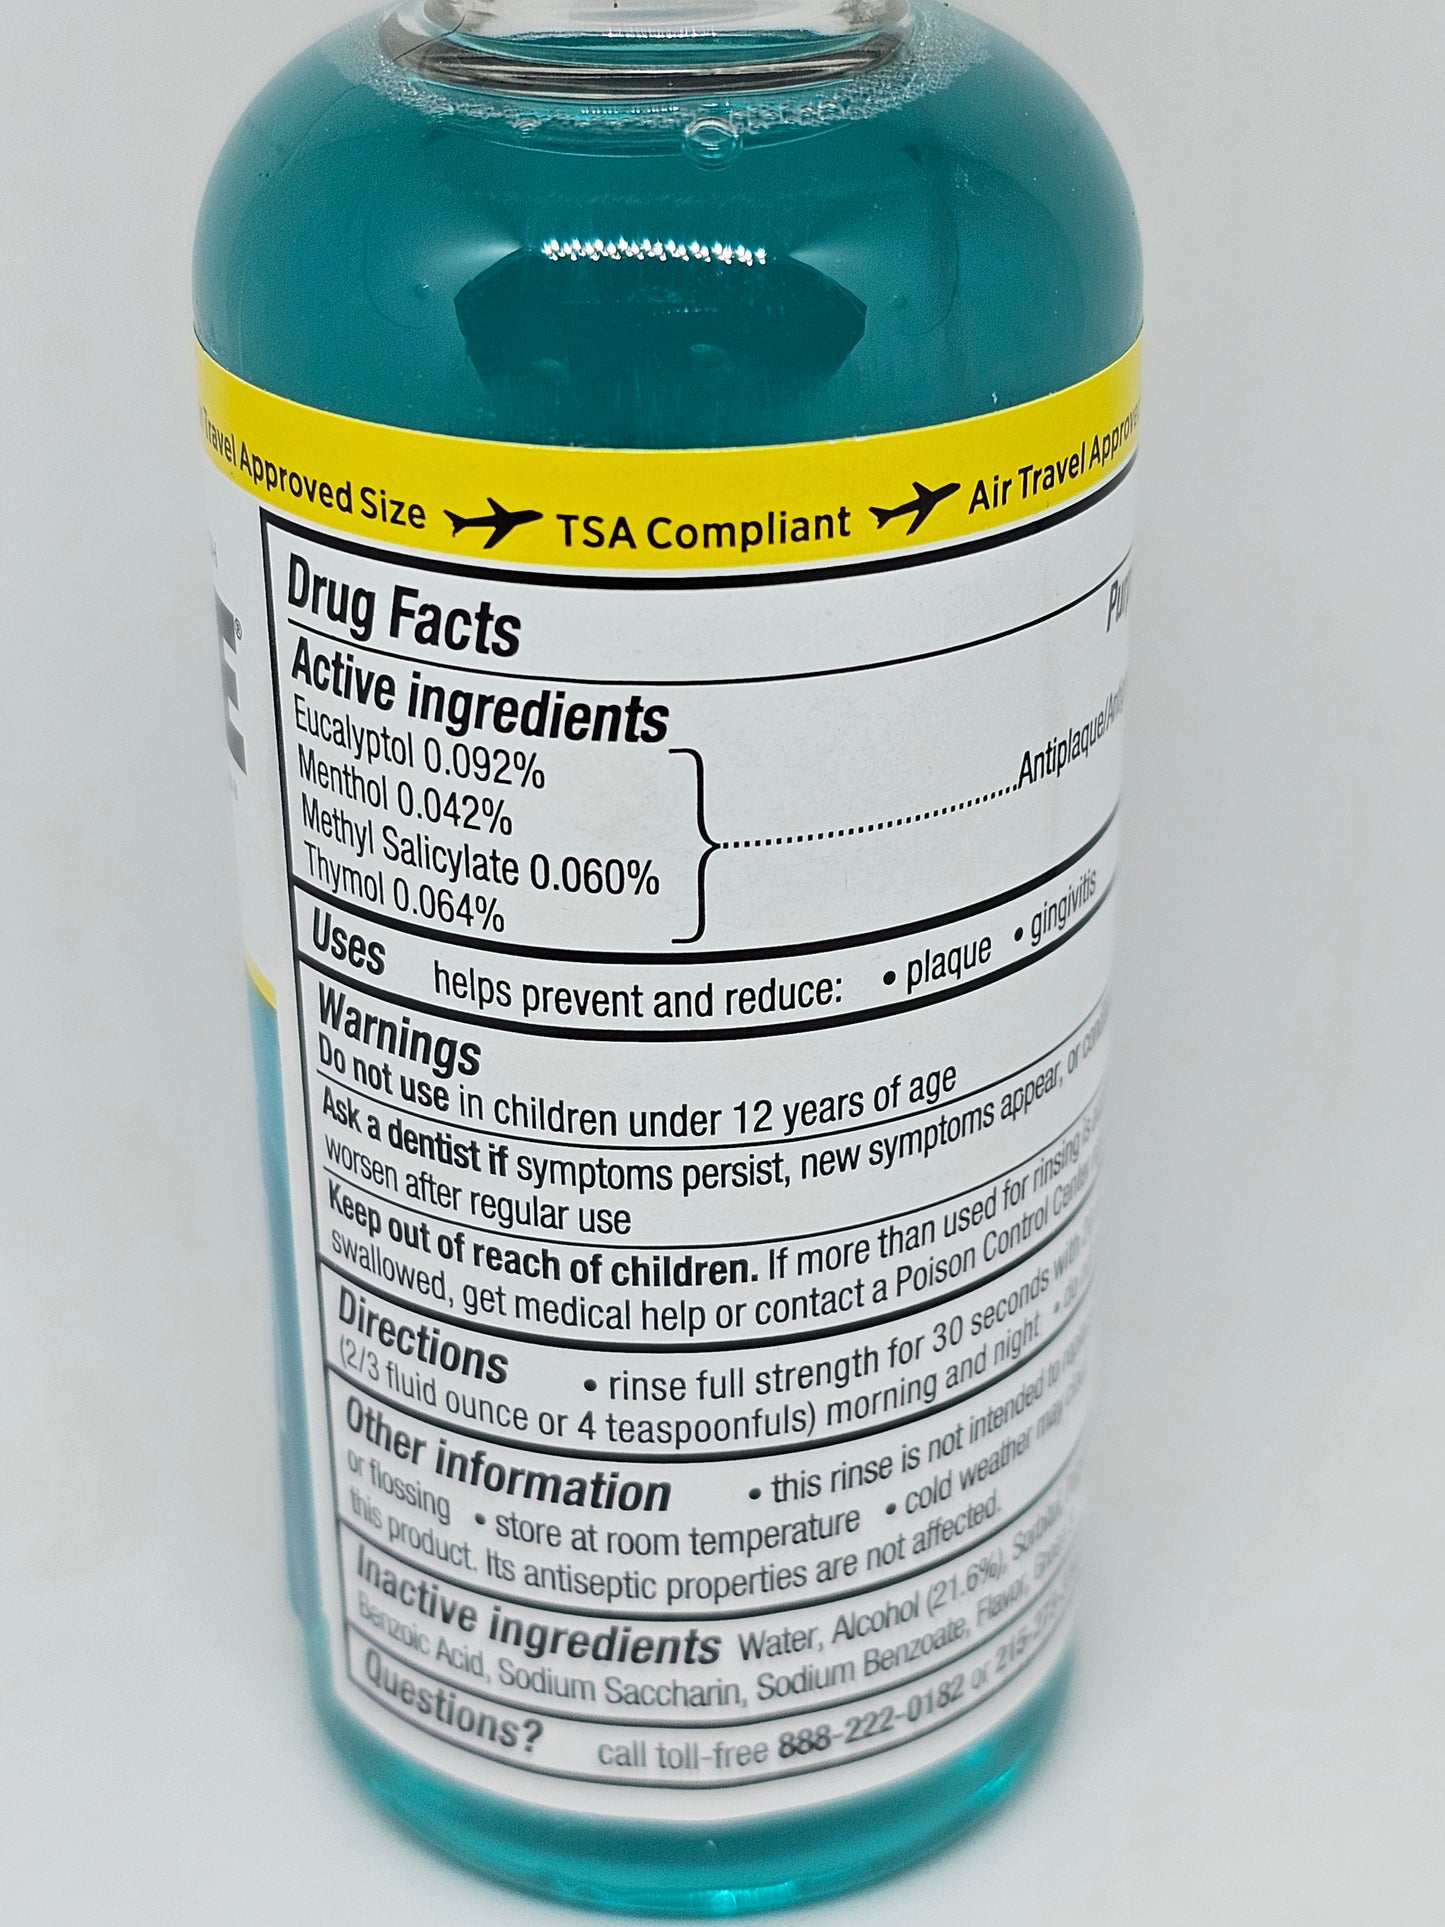 Travel Approved Size TSA Compliant Air Travel Approve
E®
Drug Facts
Active ingredients
Eucalyptol 0.092%
Menthol 0.042%
Methyl Salicylate 0.060%
Thymol 0.064%
Antiplaque/
Uses helps prevent and reduce: • plaque • gingivitis
Warnings
Do not use in children under 12 years of age
Ask a dentist if symptoms persist, new symptoms appear, or
worsen after regular use
Keep out of reach of children. If more than used for rinsing is
swallowed, get medical help or contact a Poison Control
Directions • rinse full strength for 30 seconds with
(2/3 fluid ounce or 4 teaspoonfuls) morning and night •
Other information • this rinse is not intended to
or flossing • store at room temperature • cold weather may
this product. Its antiseptic properties are not affected.
Inactive ingredients Water, Alcohol (21.6%),
Benzoic Acid, Sodium Saccharin, Sodium Benzoate, Flavor,
Questions? call toll-free 888-222-0182 or